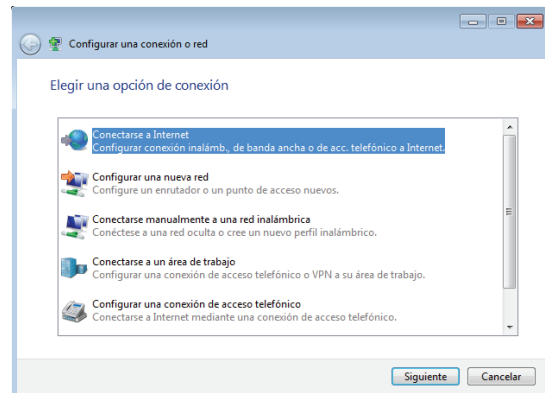 Configurar una conexión o red
Elegir una opción de conexión
Conectarse a Internet
Configurar conexión inalámb., de banda ancha o de acc. telefónico a Internet.
Configurar una nueva red
Configure un enrutador o un punto de acceso nuevos.
Conectarse manualmente a una red inalámbrica
Conéctese a una red oculta o cree un nuevo perfil inalámbrico.
Conectarse a un área de trabajo
Configurar una conexión de acceso telefónico o VPN a su área de trabajo.
Configurar una conexión de acceso telefónico
Conectarse a Internet mediante una conexión de acceso telefónico.
Siguiente Cancelar